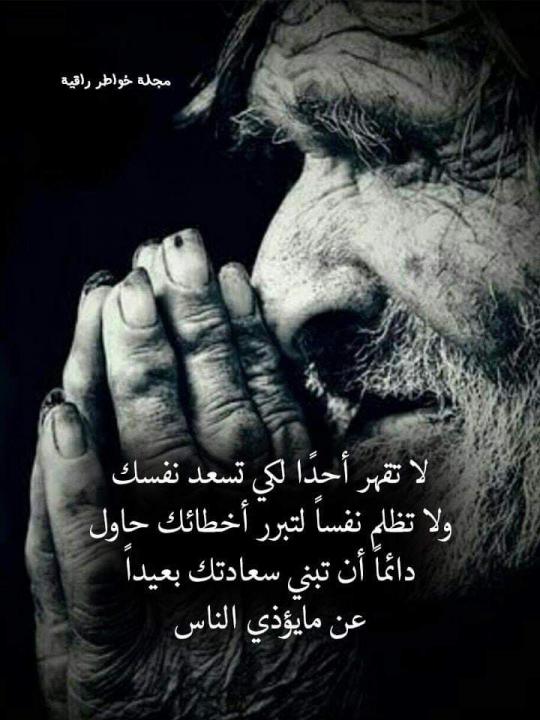 مجلة خواطر راقية
لا تقهر أحدًا لكي تسعد نفسك
ولا تظلم نفساً لتبرر أخطائك حاول
دائماً أن تبني سعادتك بعيداً
عن مايؤذي الناس